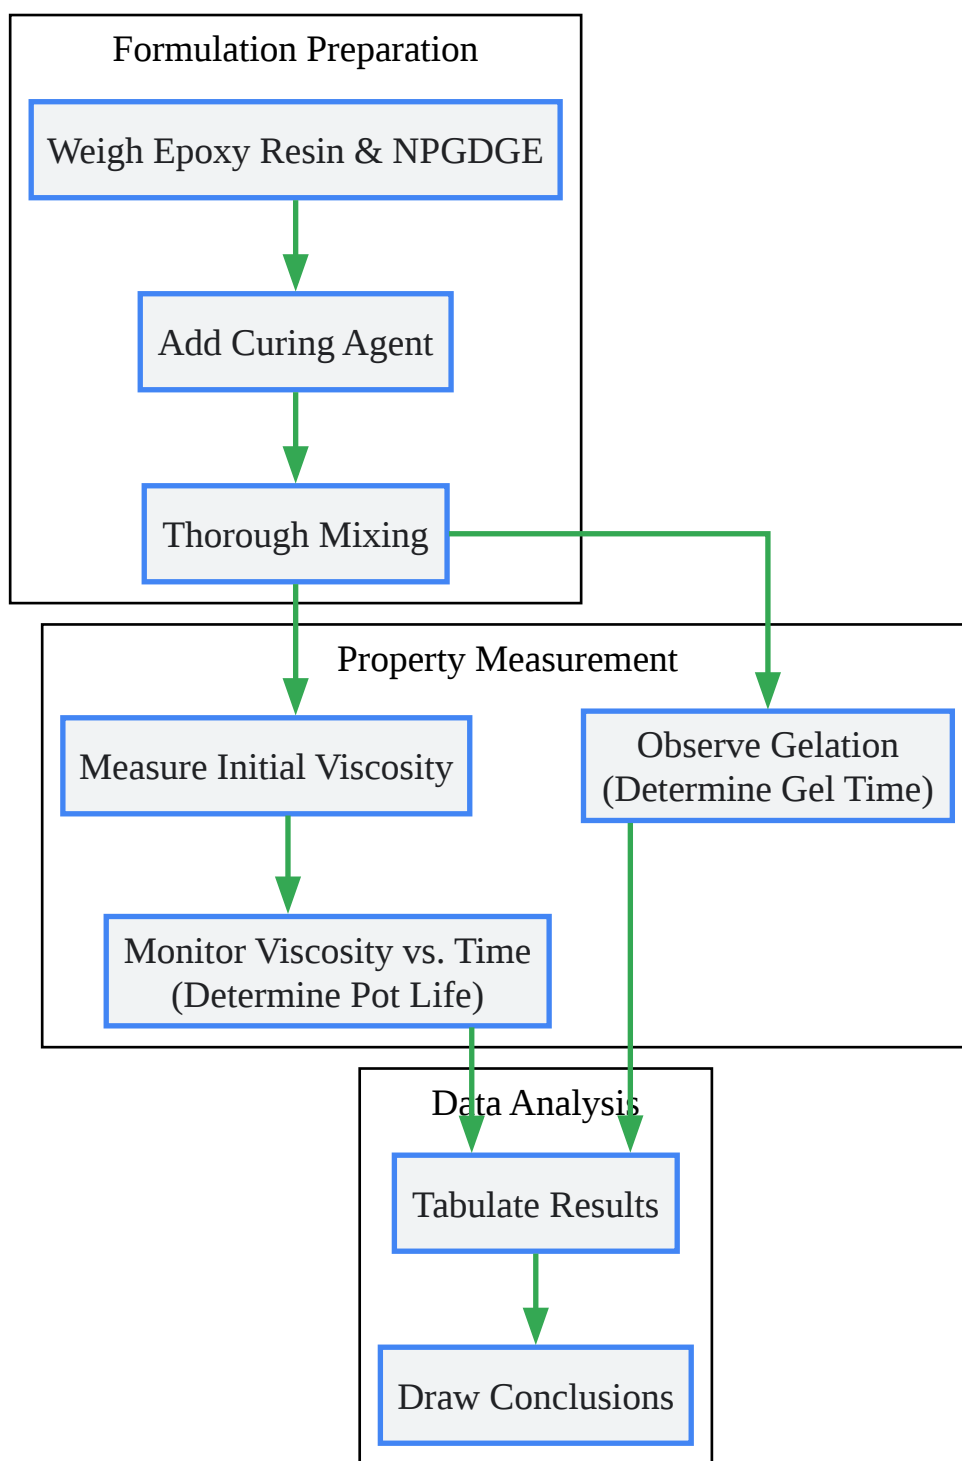 Formulation Preparation
Weigh Epoxy Resin & NPGDGE
Add Curing Agent
Thorough Mixing
Property Measurement
Measure Initial Viscosity
Observe Gelation
(Determine Gel Time)
Monitor Viscosity vs. Time
(Determine Pot Life)
Data Analysis
Tabulate Results
Draw Conclusions